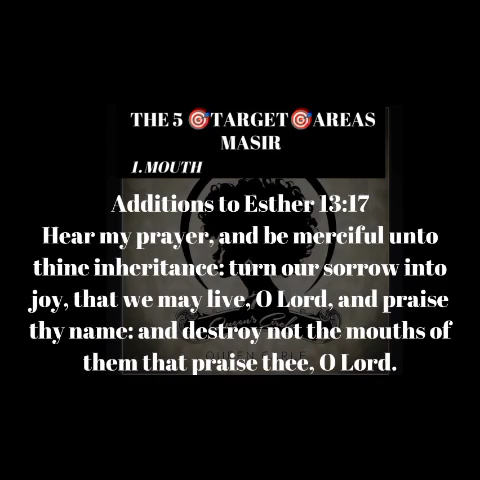 THE 5 🎯TARGET🎯AREAS
MASIR
1. MOUTH
Additions to Esther 13:17
Hear my prayer, and be merciful unto
thine inheritance: turn our sorrow into
joy, that we may live, O Lord, and praise
thy name: and destroy not the mouths of
them that praise thee, O Lord.